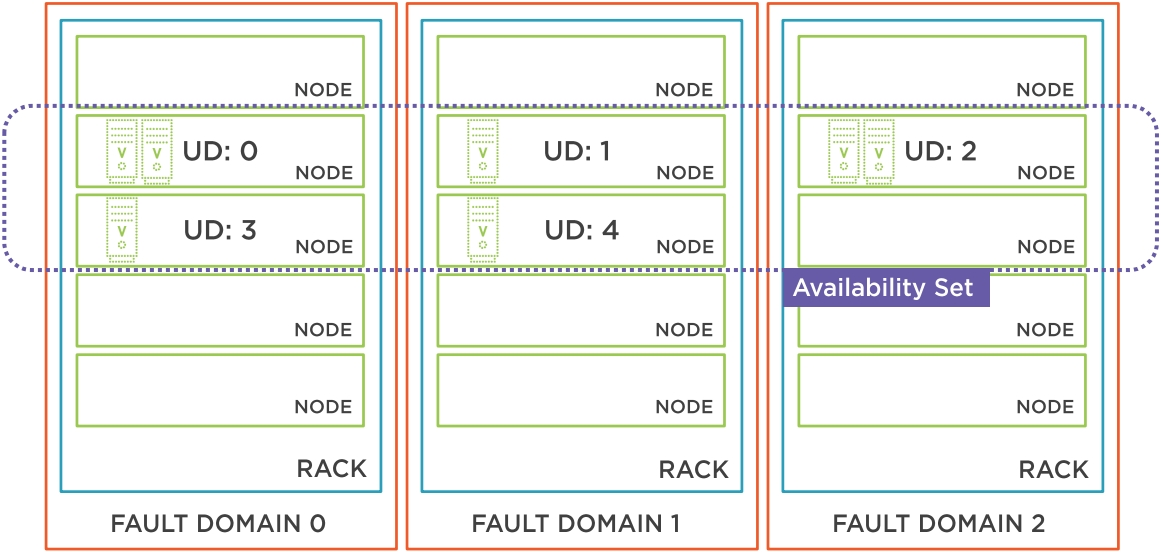 NODE
NODE
NODE
UD: 0
NODE
UD: 1
NODE
UD: 2
NODE
UD: 3
NODE
UD: 4
NODE
NODE
Availability Set
NODE
NODE
NODE
NODE
NODE
NODE
RACK
RACK
RACK
FAULT DOMAIN 0
FAULT DOMAIN 1
FAULT DOMAIN 2